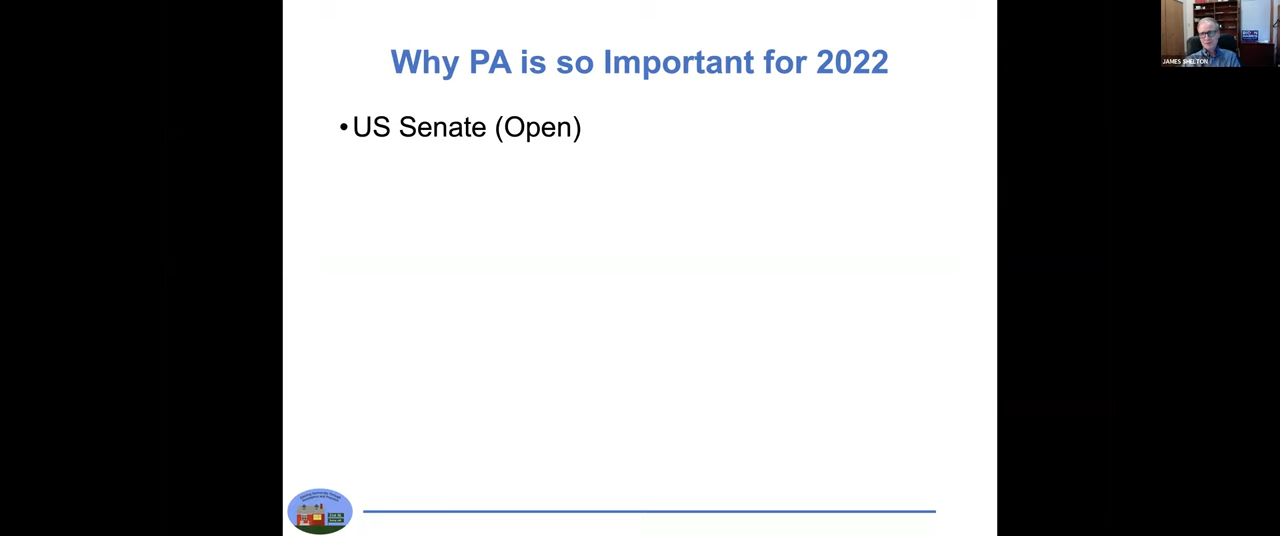 Why PA is so Important for 2022
JAMES SHELTON
•US Senate (Open)